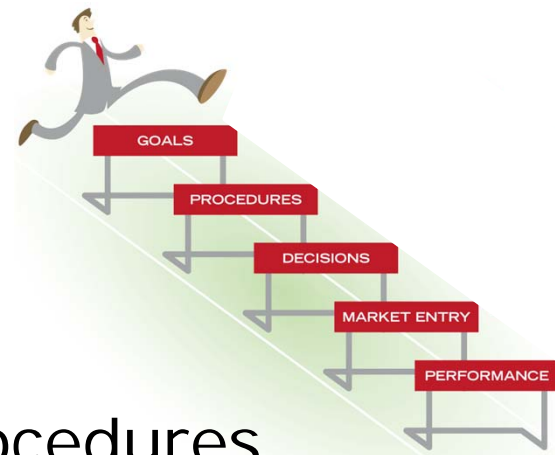 GOALS
PROCEDURES
DECISIONS
MARKET ENTRY
PERFORMANCE